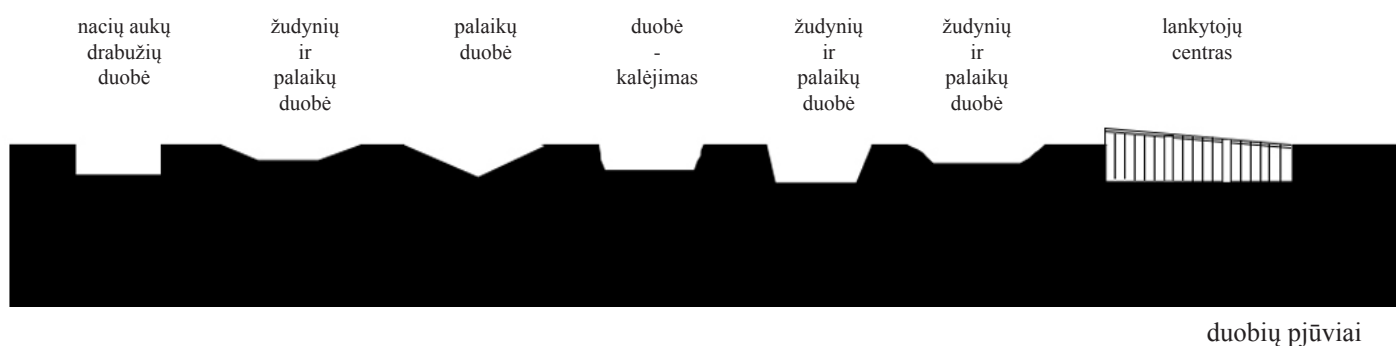 nacių aukų
drabužių
duobė
žudynių
ir
palaikų
duobė
palaikų
duobė
duobė
-
kalėjimas
žudynių
ir
palaikų
duobė
žudynių
ir
palaikų
duobė
lankytojų
centras
duobių pjūviai